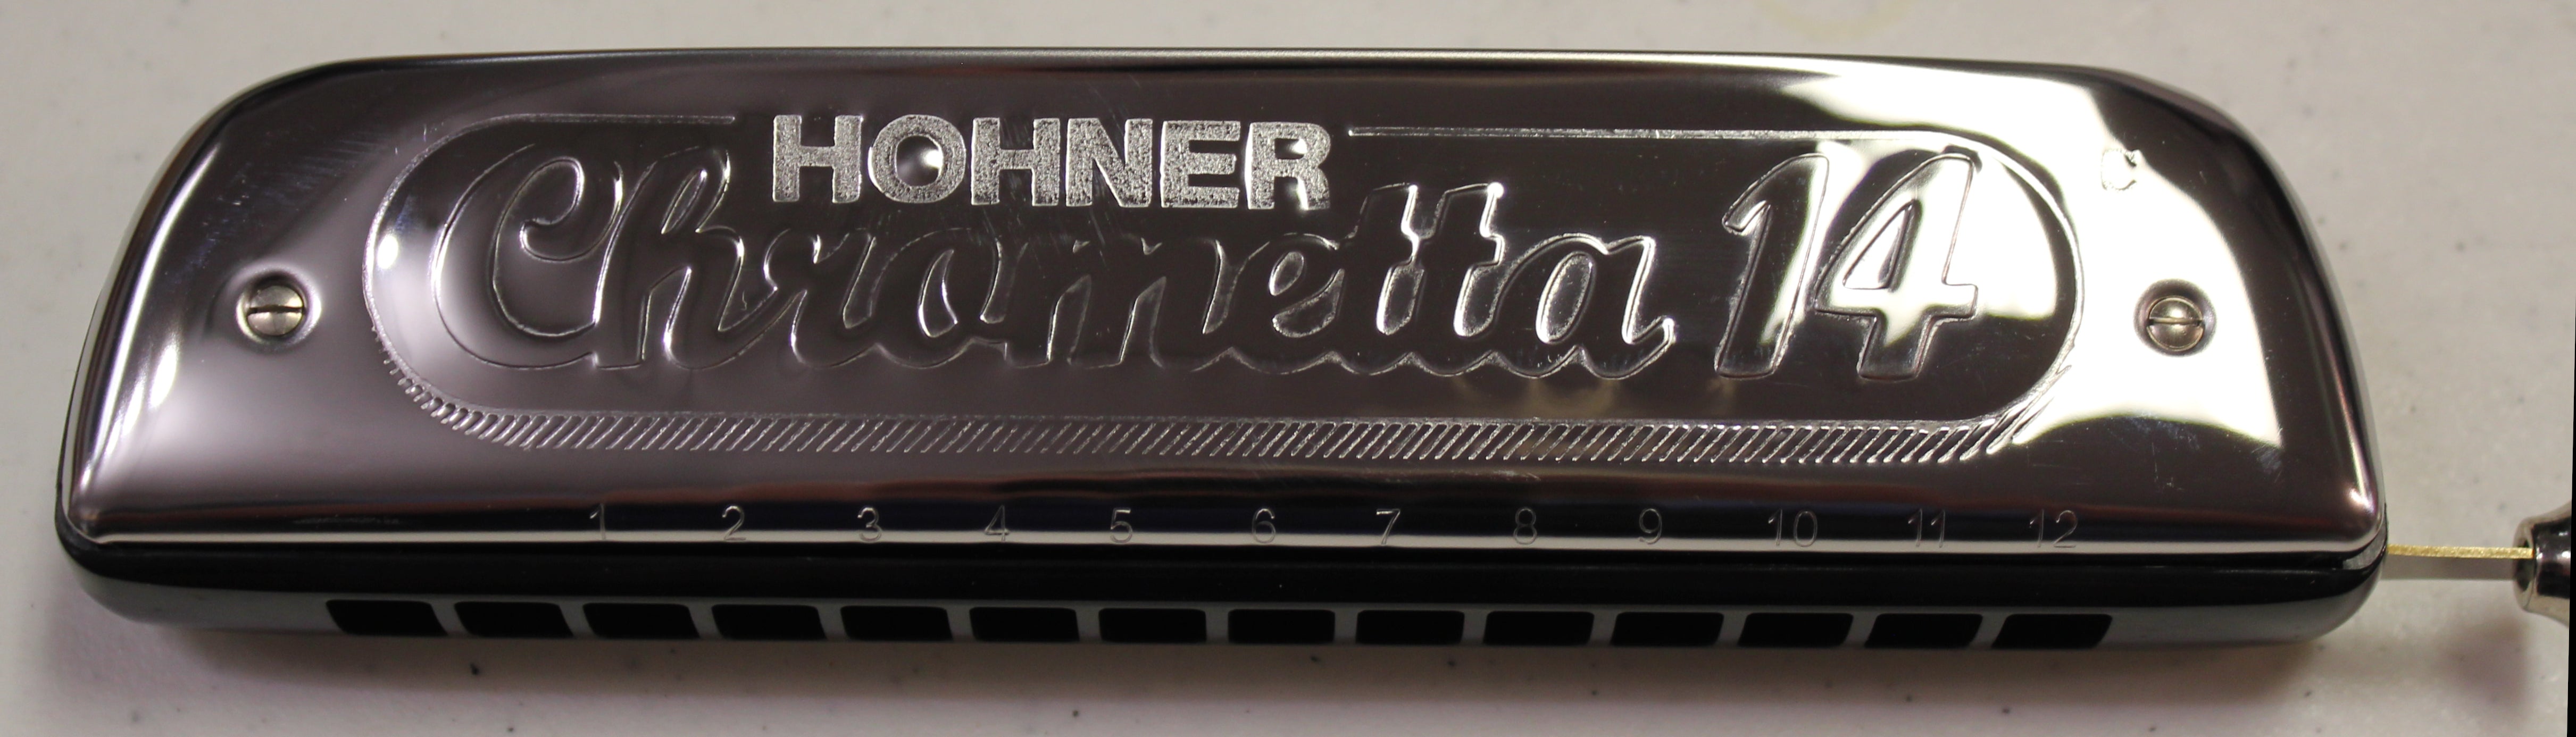 HOHNER
Chrometta 14
C
1 2 3 4 5 6 7 8 9 10 11 12